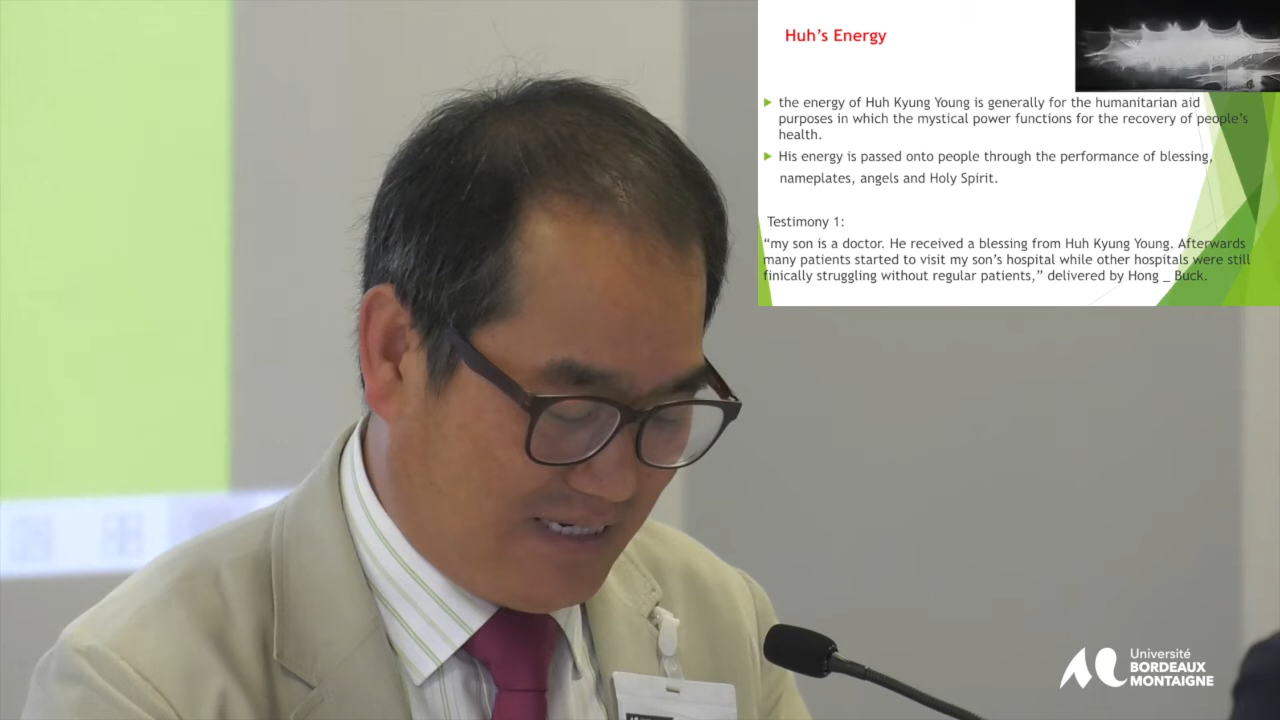 Huh's Energy
the energy of Huh Kyung Young is generally for the humanitarian aid
purposes in which the mystical power functions for the recovery of people's
health.
His energy is passed onto people through the performance of blessing,
nameplates, angels and Holy Spirit.
Testimony 1:
“my son is a doctor. He received a blessing from Huh Kyung Young. Afterwards
many patients started to visit my son's hospital while other hospitals were still
finically struggling without regular patients,” delivered by Hong _ Buck.
Université
BORDEAUX
MONTAIGNE